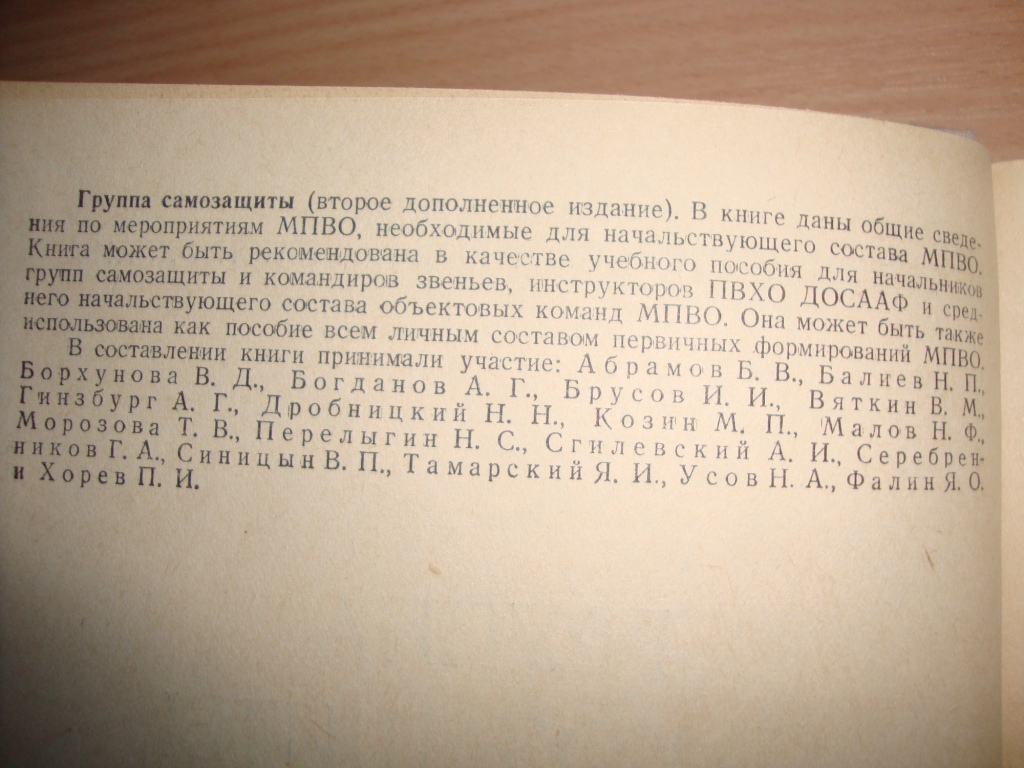 Группа самозащиты (второе дополненное издание). В книге даны общие сведе-
ния по мероприятиям МПВО, необходимые для начальствующего состава МПВО.
Книга может быть рекомендована в качестве учебного пособия для начальников
групп самозащиты и командиров звеньев, инструкторов ПВХО ДОСААФ и сред-
него начальствующего состава объектовых команд МПВО. Она может быть также
использована как пособие всем личным составом первичных формирований МПВО.
В составлении книги принимали участие: Абрамов Б. В., Балиев Н. П.,
Борхунова В. Д., Богданов А. Г., Брусов И. И., Вяткин В. М.,
Гинзбург А. Г., Дробницкий Н. Н., Козин М. П., Малов Н. Ф.,
Морозова Т. В., Перелыгин Н. С., Сгилевский А. И., Серебрен-
ников Г. А., Синицын В. П., Тамарский Я. И., Усов Н. А., Фалин Я. О.
и Хорев П. И.